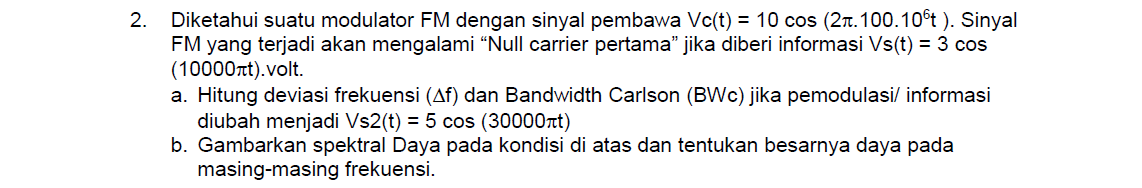 2. Diketahui suatu modulator FM dengan sinyal pembawa Vc(t) = 10 cos (2π.100.10⁶t ). Sinyal
FM yang terjadi akan mengalami “Null carrier pertama” jika diberi informasi Vs(t) = 3 cos
(10000πt).volt.
a. Hitung deviasi frekuensi (Δf) dan Bandwidth Carlson (BWc) jika pemodulasi/ informasi
diubah menjadi Vs2(t) = 5 cos (30000πt)
b. Gambarkan spektral Daya pada kondisi di atas dan tentukan besarnya daya pada
masing-masing frekuensi.